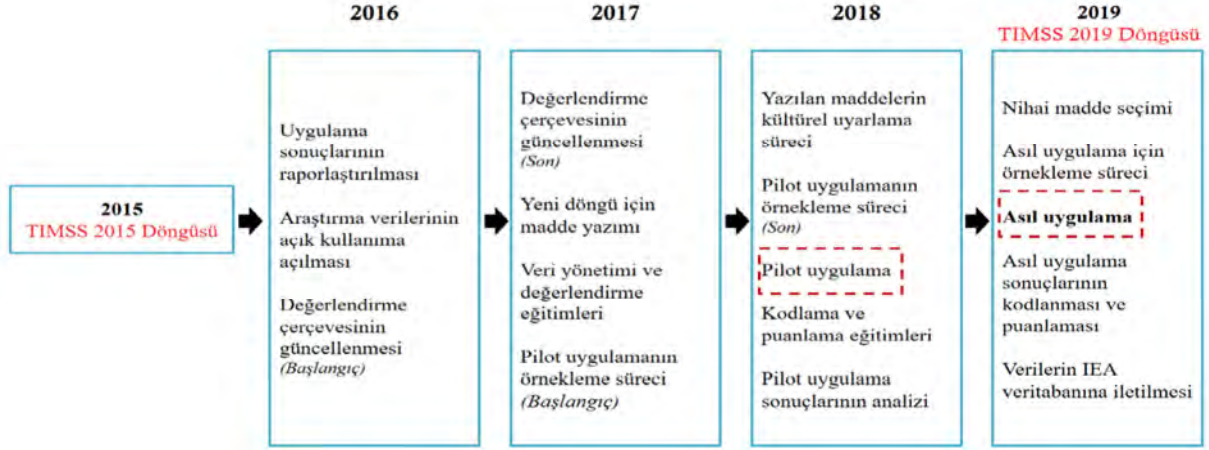 2015
TIMSS 2015 Döngüsü
2016
Uygulama
sonuçlarının
raporlaştırılması
Araştırma verilerinin
açık kullanıma
açılması
Değerlendirme
çerçevesinin
güncellenmesi
(Başlangıç)
2017
Değerlendirme
çerçevesinin
güncellenmesi
(Son)
Yeni döngü için
madde yazımı
Veri yönetimi ve
değerlendirme
eğitimleri
Pilot uygulamanın
örnekleme süreci
(Başlangıç)
2018
Yazılan maddelerin
kültürel uyarlama
süreci
Pilot uygulamanın
örnekleme süreci
(Son)
Pilot uygulama
Kodlama ve
puanlama eğitimleri
Pilot uygulama
sonuçlarının analizi
2019
TIMSS 2019 Döngüsü
Nihai madde seçimi
Asıl uygulama için
örnekleme süreci
Asıl uygulama
Asıl uygulama
sonuçlarının
kodlanması ve
puanlaması
Verilerin IEA
veritabanına iletilmesi